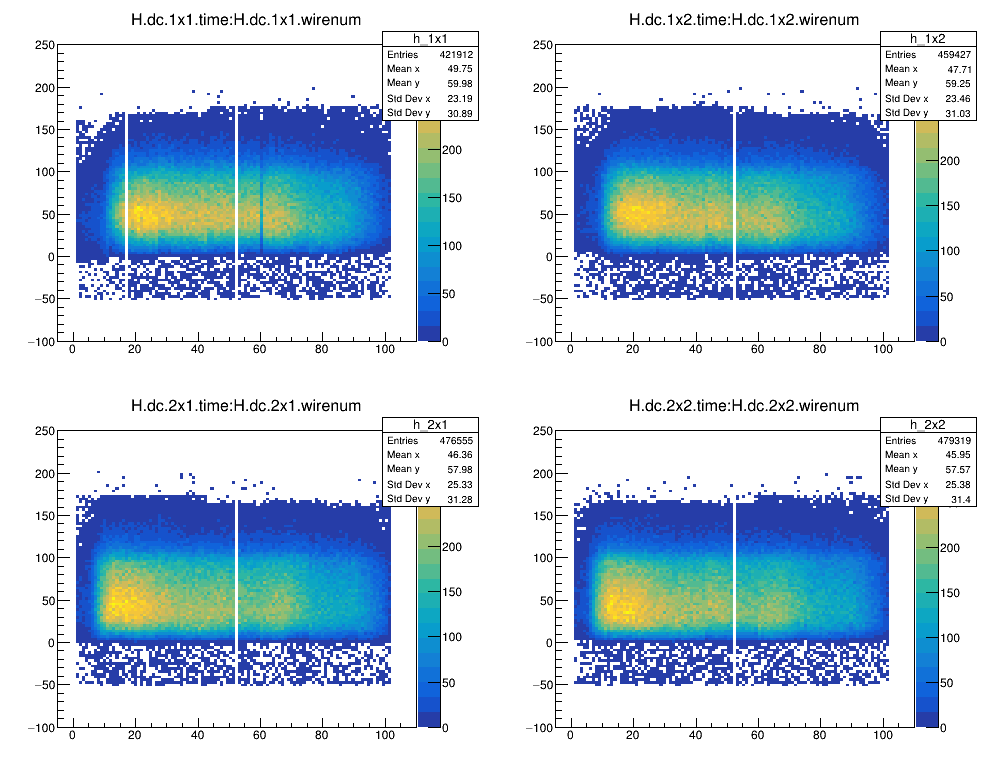 H.dc.1x1.time:H.dc.1x1.wirenum
h_1x1
Entries 421912
Mean x 49.75
Mean y 59.98
Std Dev x 23.19
Std Dev y 30.89
250
200
150
100
50
0
−50
−100
0 20 40 60 80 100
200
150
100
50
0
H.dc.1x2.time:H.dc.1x2.wirenum
h_1x2
Entries 459427
Mean x 47.71
Mean y 59.25
Std Dev x 23.46
Std Dev y 31.03
250
200
150
100
50
0
−50
−100
0 20 40 60 80 100
200
150
100
50
0
H.dc.2x1.time:H.dc.2x1.wirenum
h_2x1
Entries 476555
Mean x 46.36
Mean y 57.98
Std Dev x 25.33
Std Dev y 31.28
250
200
150
100
50
0
−50
−100
0 20 40 60 80 100
200
150
100
50
0
H.dc.2x2.time:H.dc.2x2.wirenum
h_2x2
Entries 479319
Mean x 45.95
Mean y 57.57
Std Dev x 25.38
Std Dev y 31.4
250
200
150
100
50
0
−50
−100
0 20 40 60 80 100
200
150
100
50
0